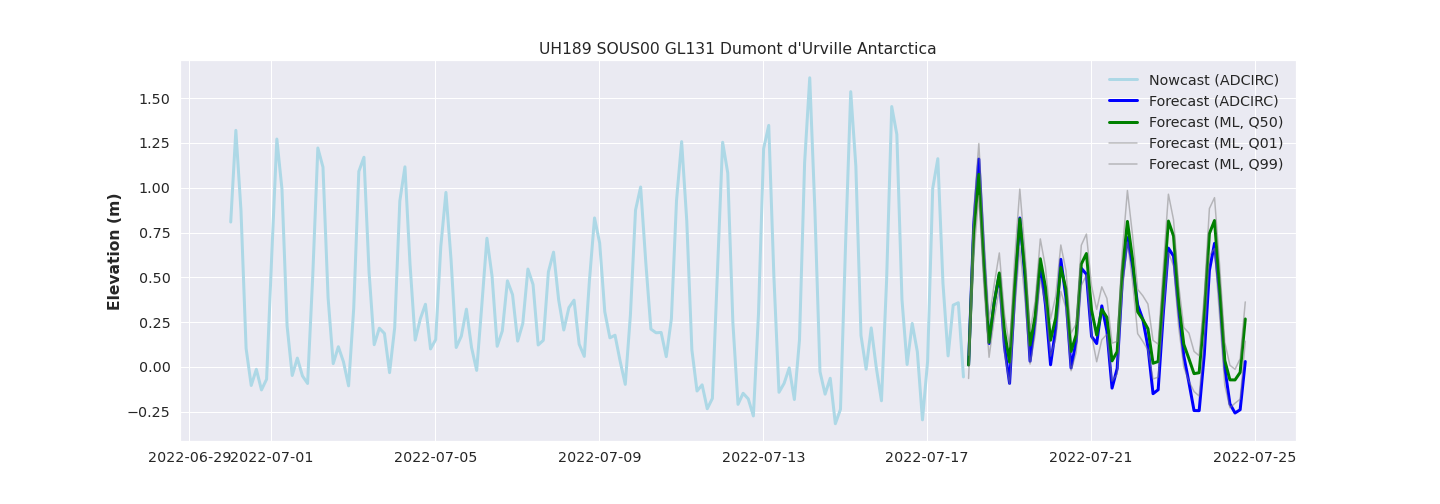 UH189 SOUS00 GL131 Dumont d'Urville Antarctica
Nowcast (ADCIRC)
Forecast (ADCIRC)
Forecast (ML, Q50)
Forecast (ML, Q01)
Forecast (ML, Q99)
Elevation (m)
1.50
1.25
1.00
0.75
0.50
0.25
0.00
−0.25
2022-06-29 2022-07-01 2022-07-05 2022-07-09 2022-07-13 2022-07-17 2022-07-21 2022-07-25